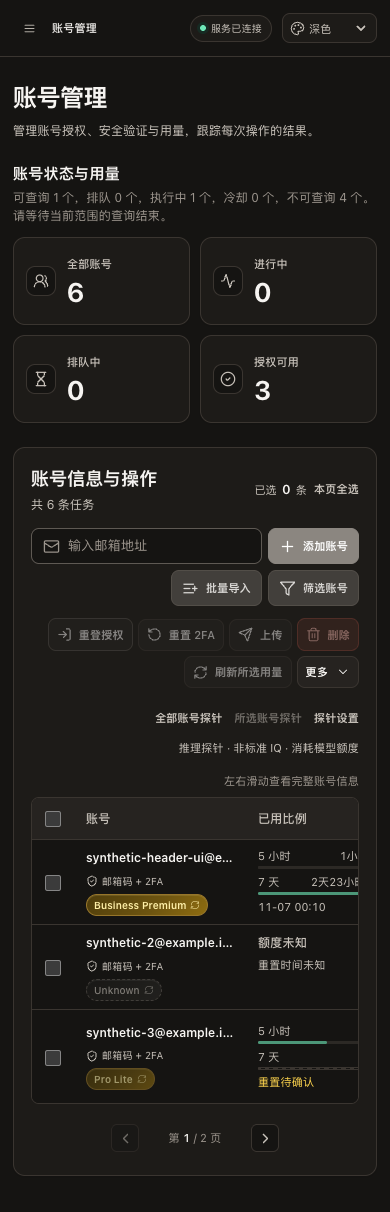 账号管理
服务已连接
深色
账号管理
管理账号授权、安全验证与用量，跟踪每次操作的结果。
账号状态与用量
可查询 1 个，排队 0 个，执行中 1 个，冷却 0 个，不可查询 4 个。
请等待当前范围的查询结束。
全部账号
6
进行中
0
排队中
0
授权可用
3
账号信息与操作
共 6 条任务
已选 0 条 本页全选
输入邮箱地址
添加账号
批量导入
筛选账号
重登授权
重置 2FA
上传
删除
刷新所选用量
更多
全部账号探针 所选账号探针 探针设置
推理探针 · 非标准 IQ · 消耗模型额度
左右滑动查看完整账号信息
账号 已用比例
synthetic-header-ui@e...
邮箱码 + 2FA
Business Premium
5 小时 1小
7 天 2天23小
11-07 00:10
synthetic-2@example.i...
邮箱码 + 2FA
Unknown
额度未知
重置时间未知
synthetic-3@example.i...
邮箱码 + 2FA
Pro Lite
5 小时
7 天
重置待确认
第 1 / 2 页